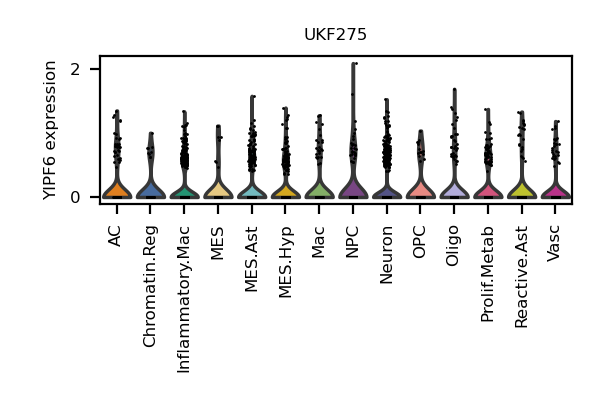 UKF275
YIPF6 expression
2
0
AC
Chromatin.Reg
Inflammatory.Mac
MES
MES.Ast
MES.Hyp
Mac
NPC
Neuron
OPC
Oligo
Prolif.Metab
Reactive.Ast
Vasc